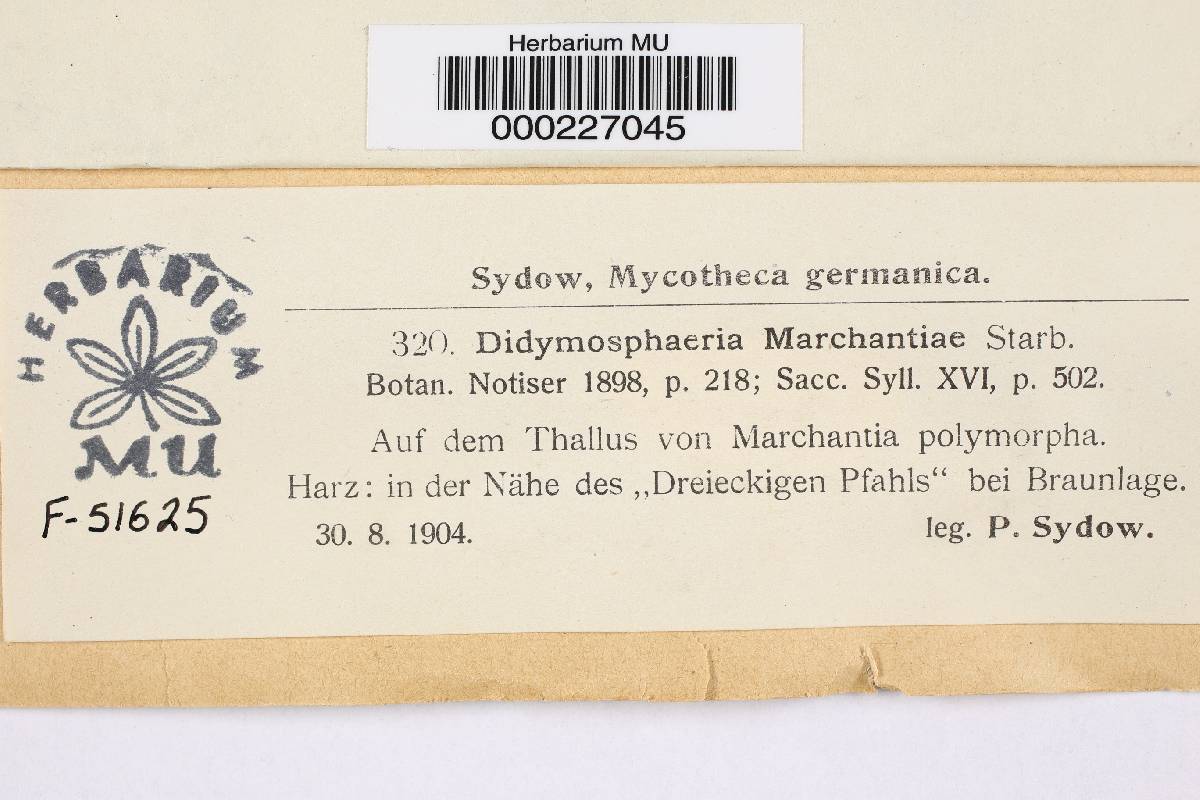 Herbarium MU
000227045
HERBARIUM
MU
F-51625
Sydow, Mycotheca germanica.
320. Didymosphaeria Marchantiae Starb.
Botan. Notiser 1898, p. 218; Sacc. Syll. XVI, p. 502.
Auf dem Thallus von Marchantia polymorpha.
Harz: in der Nähe des „Dreieckigen Pfahls“ bei Braunlage.
30. 8. 1904. leg. P. Sydow.